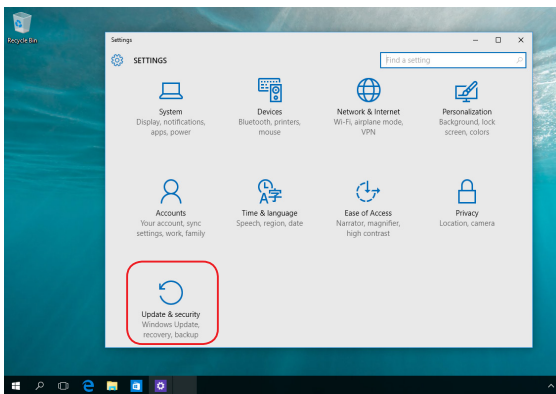 Recycle Bin
Settings
SETTINGS
Find a setting
System
Display, notifications,
apps, power
Devices
Bluetooth, printers,
mouse
Network & Internet
Wi-Fi, airplane mode,
VPN
Personalization
Background, lock
screen, colors
Accounts
Your account, sync
settings, work, family
Time & language
Speech, region, date
Ease of Access
Narrator, magnifier,
high contrast
Privacy
Location, camera
Update & security
Windows Update,
recovery, backup